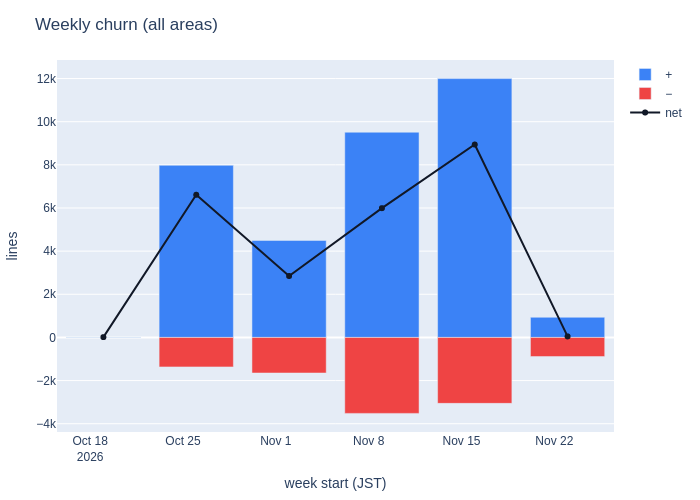 Weekly churn (all areas)
12k
10k
8k
6k
4k
2k
0
−2k
−4k
lines
Oct 18
2026
Oct 25
Nov 1
Nov 8
Nov 15
Nov 22
week start (JST)
+
−
net